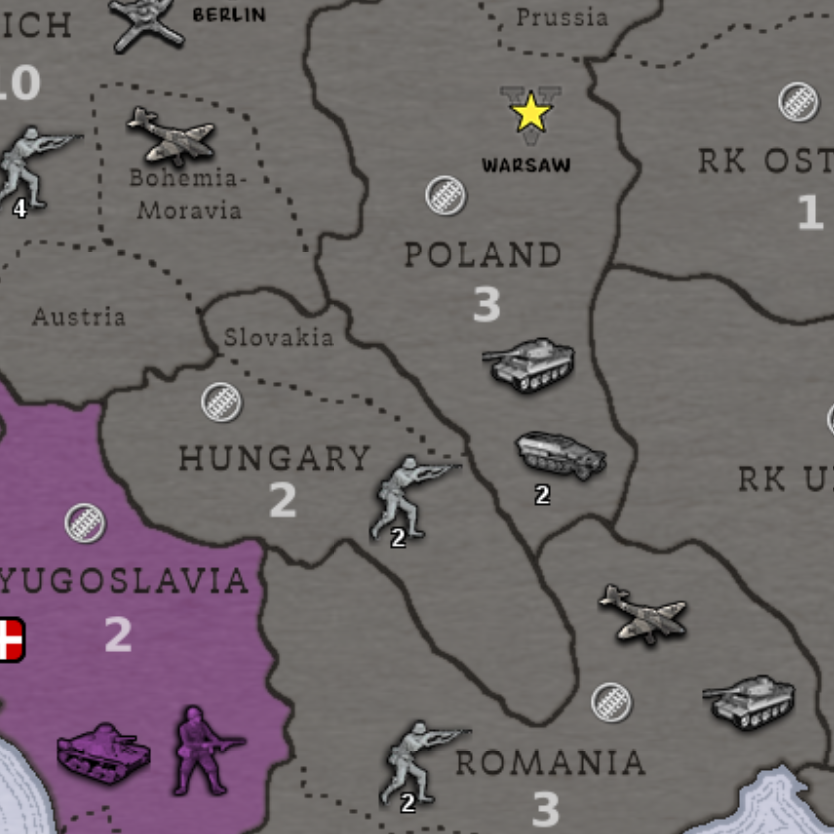 BERLIN
Prussia
ICH
10
WARSAW
RK OST
1
Bohemia-
Moravia
4
POLAND
3
Austria
Slovakia
HUNGARY
2
2
2
RK U
YUGOSLAVIA
2
ROMANIA
3
2